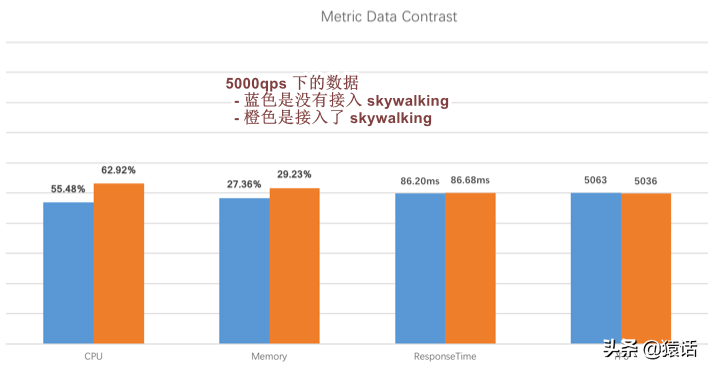 Metric Data Contrast
5000qps 下的数据
- 蓝色是没有接入 skywalking
- 橙色是接入了 skywalking
55.48% 62.92% 27.36% 29.23% 86.20ms 86.68ms 5063 5036
CPU Memory ResponseTime
头条 @猿话